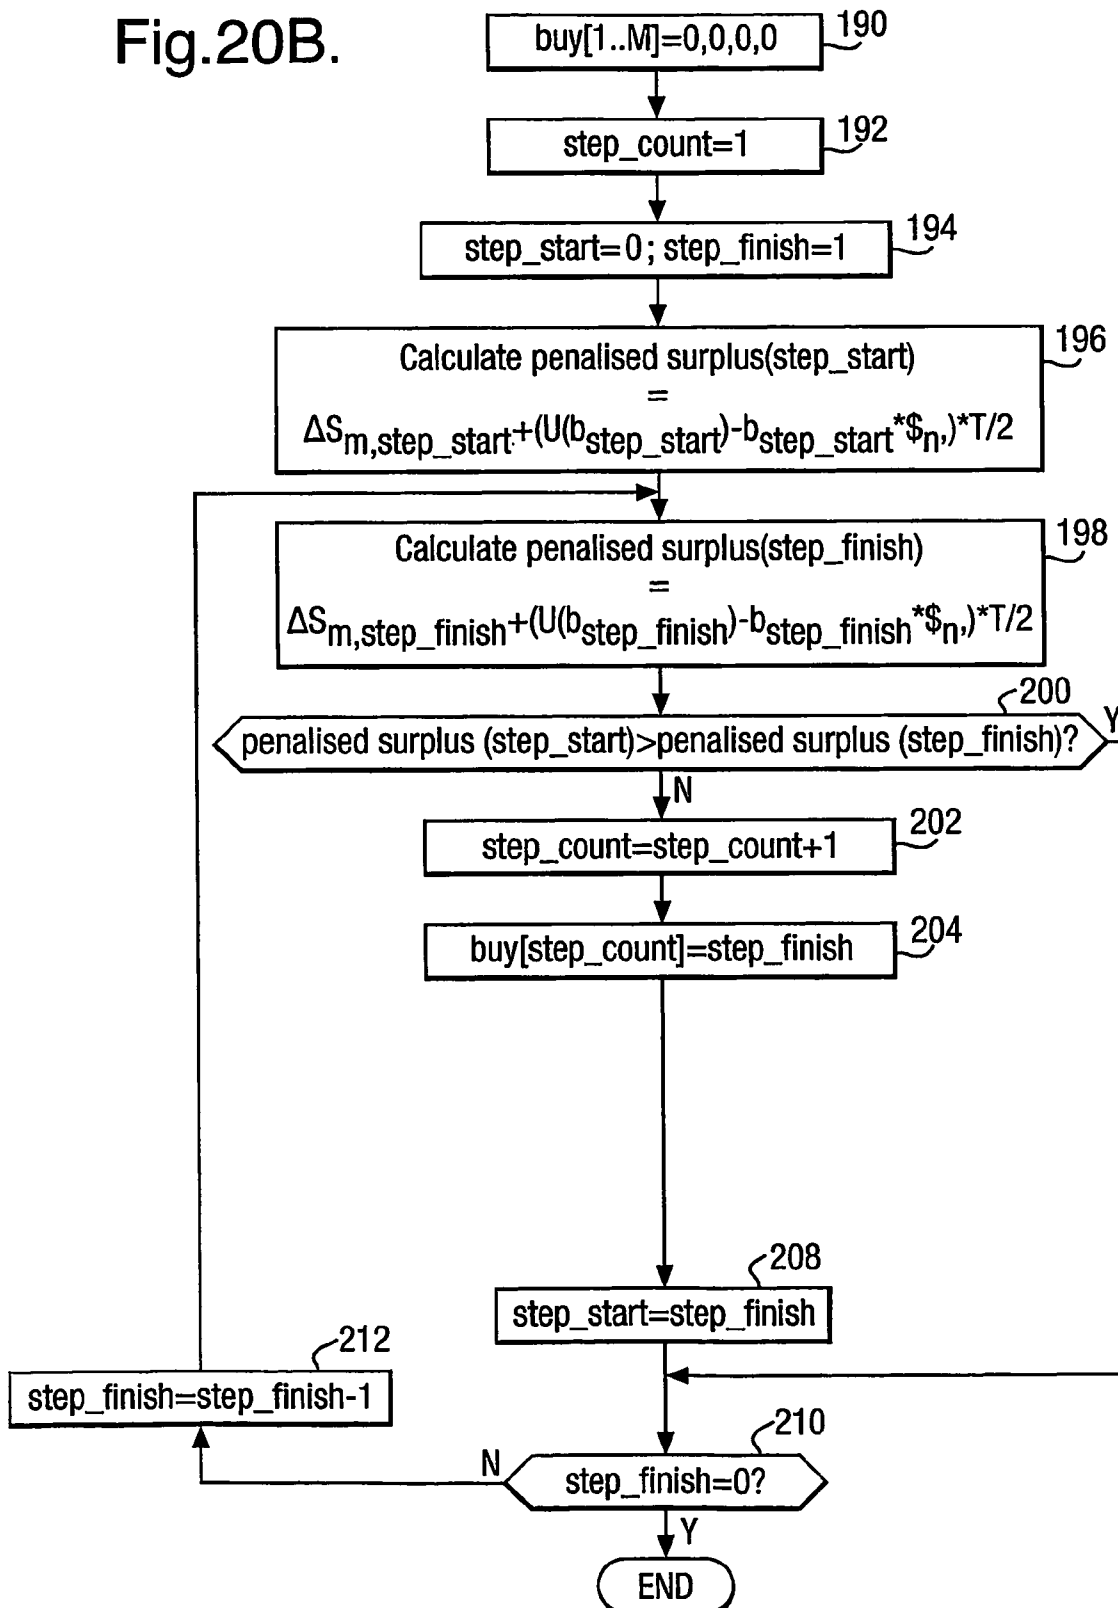 Fig.20B.
buy[1..M]=0,0,0,0
190
step_count=1
192
step_start=0; step_finish=1
194
Calculate penalised surplus(step_start)
=
ΔSm,step_start+(U(bstep_start)-bstep_start*$n,)*T/2
196
Calculate penalised surplus(step_finish)
=
ΔSm,step_finish+(U(bstep_finish)-bstep_finish*$n,)*T/2
198
200
penalised surplus (step_start)>penalised surplus (step_finish)?
Y
N
step_count=step_count+1
202
buy[step_count]=step_finish
204
208
step_start=step_finish
212
step_finish=step_finish-1
210
N
step_finish=0?
Y
END